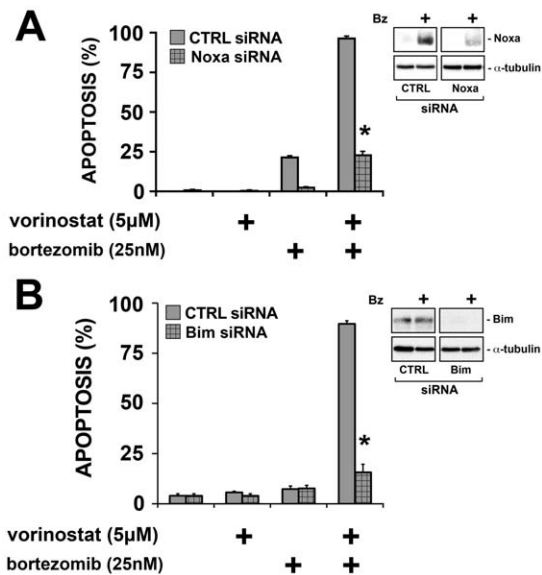 A
APOPTOSIS (%)
100
75
50
25
0
CTRL siRNA
Noxa siRNA
*
vorinostat (5µM) + +
bortezomib (25nM) + +
Bz + +
- Noxa
- α-tubulin
CTRL Noxa
siRNA
B
APOPTOSIS (%)
100
75
50
25
0
CTRL siRNA
Bim siRNA
*
vorinostat (5µM) + +
bortezomib (25nM) + +
Bz + +
- Bim
- α-tubulin
CTRL Bim
siRNA